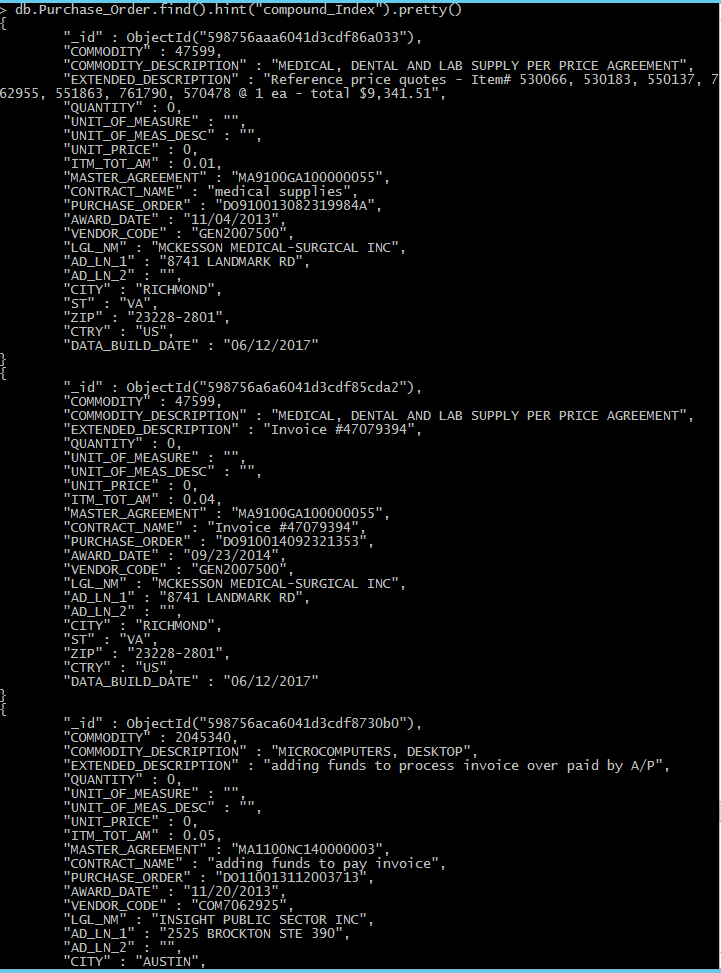 > db.Purchase_Order.find().hint("compound_Index").pretty()
{
        "_id" : ObjectId("598756aaa6041d3cdf86a033"),
        "COMMODITY" : 47599,
        "COMMODITY_DESCRIPTION" : "MEDICAL, DENTAL AND LAB SUPPLY PER PRICE AGREEMENT",
        "EXTENDED_DESCRIPTION" : "Reference price quotes - Item# 530066, 530183, 550137, 7
62955, 551863, 761790, 570478 @ 1 ea - total $9,341.51",
        "QUANTITY" : 0,
        "UNIT_OF_MEASURE" : "",
        "UNIT_OF_MEAS_DESC" : "",
        "UNIT_PRICE" : 0,
        "ITM_TOT_AM" : 0.01,
        "MASTER_AGREEMENT" : "MA9100GA100000055",
        "CONTRACT_NAME" : "medical supplies",
        "PURCHASE_ORDER" : "DO910013082319984A",
        "AWARD_DATE" : "11/04/2013",
        "VENDOR_CODE" : "GEN2007500",
        "LGL_NM" : "MCKESSON MEDICAL-SURGICAL INC",
        "AD_LN_1" : "8741 LANDMARK RD",
        "AD_LN_2" : "",
        "CITY" : "RICHMOND",
        "ST" : "VA",
        "ZIP" : "23228-2801",
        "CTRY" : "US",
        "DATA_BUILD_DATE" : "06/12/2017"
}
{
        "_id" : ObjectId("598756a6a6041d3cdf85cda2"),
        "COMMODITY" : 47599,
        "COMMODITY_DESCRIPTION" : "MEDICAL, DENTAL AND LAB SUPPLY PER PRICE AGREEMENT",
        "EXTENDED_DESCRIPTION" : "Invoice #47079394",
        "QUANTITY" : 0,
        "UNIT_OF_MEASURE" : "",
        "UNIT_OF_MEAS_DESC" : "",
        "UNIT_PRICE" : 0,
        "ITM_TOT_AM" : 0.04,
        "MASTER_AGREEMENT" : "MA9100GA100000055",
        "CONTRACT_NAME" : "Invoice #47079394",
        "PURCHASE_ORDER" : "DO910014092321353",
        "AWARD_DATE" : "09/23/2014",
        "VENDOR_CODE" : "GEN2007500",
        "LGL_NM" : "MCKESSON MEDICAL-SURGICAL INC",
        "AD_LN_1" : "8741 LANDMARK RD",
        "AD_LN_2" : "",
        "CITY" : "RICHMOND",
        "ST" : "VA",
        "ZIP" : "23228-2801",
        "CTRY" : "US",
        "DATA_BUILD_DATE" : "06/12/2017"
}
{
        "_id" : ObjectId("598756aca6041d3cdf8730b0"),
        "COMMODITY" : 2045340,
        "COMMODITY_DESCRIPTION" : "MICROCOMPUTERS, DESKTOP",
        "EXTENDED_DESCRIPTION" : "adding funds to process invoice over paid by A/P",
        "QUANTITY" : 0,
        "UNIT_OF_MEASURE" : "",
        "UNIT_OF_MEAS_DESC" : "",
        "UNIT_PRICE" : 0,
        "ITM_TOT_AM" : 0.05,
        "MASTER_AGREEMENT" : "MA1100NC140000003",
        "CONTRACT_NAME" : "adding funds to pay invoice",
        "PURCHASE_ORDER" : "DO110013112003713",
        "AWARD_DATE" : "11/20/2013",
        "VENDOR_CODE" : "COM7062925",
        "LGL_NM" : "INSIGHT PUBLIC SECTOR INC",
        "AD_LN_1" : "2525 BROCKTON STE 390",
        "AD_LN_2" : "",
        "CITY" : "AUSTIN",